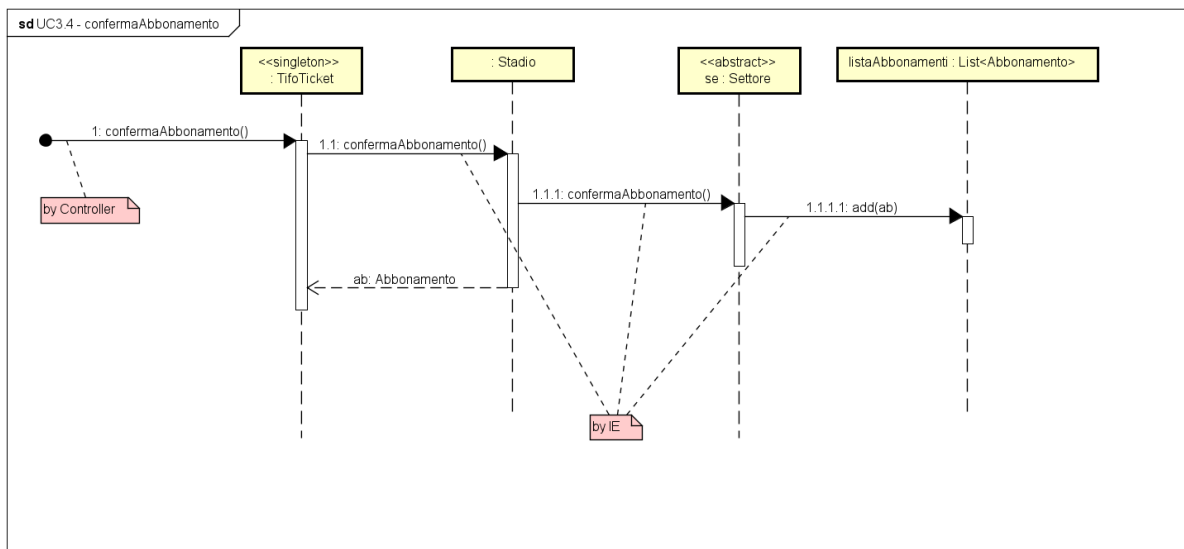 sd UC3.4 - confermaAbbonamento
<<singleton>>
: TifoTicket
: Stadio
<<abstract>>
se : Settore
listaAbbonamenti : List<Abbonamento>
1: confermaAbbonamento()
1.1: confermaAbbonamento()
1.1.1: confermaAbbonamento()
by Controller
1.1.1.1: add(ab)
ab: Abbonamento
by IE